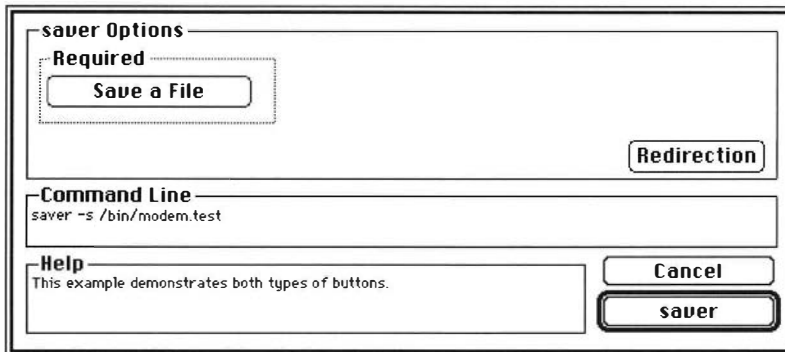 saver Options
Required
Save a File
Redirection
Command Line
saver -s /bin/modem.test
Help
This example demonstrates both types of buttons.
Cancel
saver